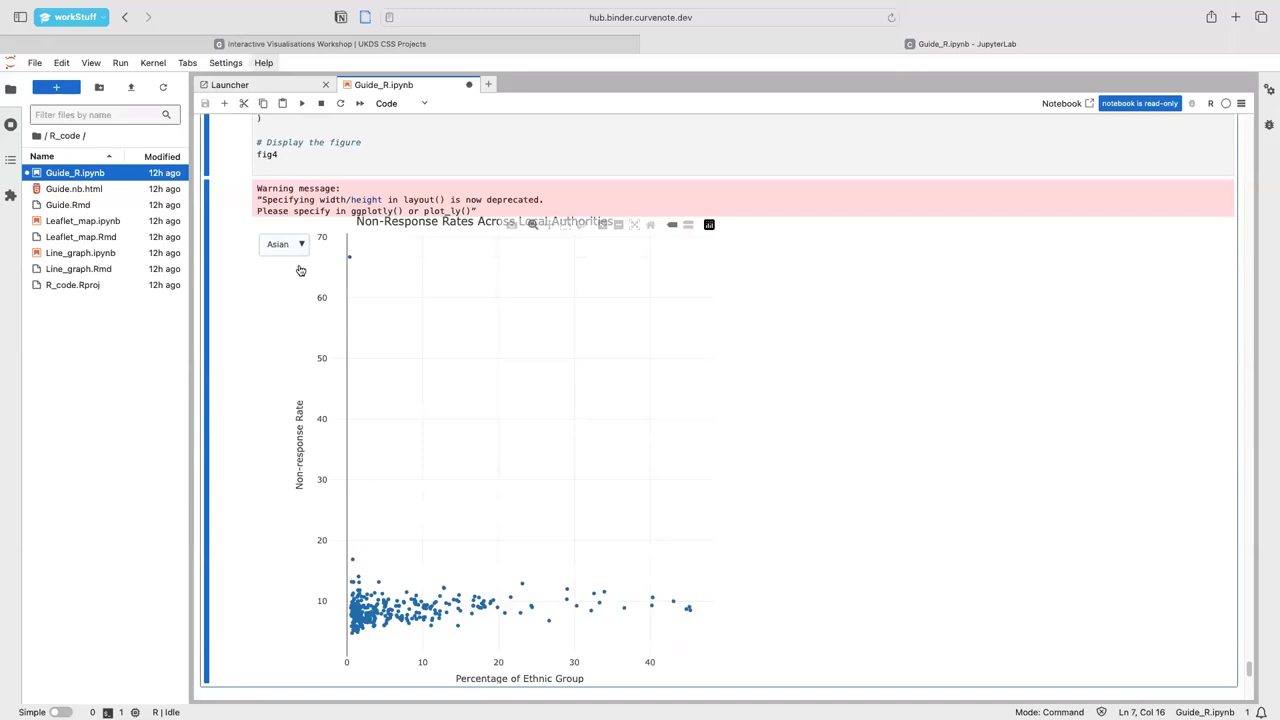 workStuff
hub.binder.curvenote.dev
Interactive Visualisations Workshop | UKDS CSS Projects
Guide_R.ipynb - JupyterLab
File Edit View Run Kernel Tabs Settings Help
Launcher
Guide_R.ipynb
Code
Notebook
notebook is read-only
R
Filter files by name
/ R_code /
Name Modified
Guide_R.ipynb 12h ago
Guide.nb.html 12h ago
Guide.Rmd 12h ago
Leaflet_map.ipynb 12h ago
Leaflet_map.Rmd 12h ago
Line_graph.ipynb 12h ago
Line_graph.Rmd 12h ago
R_code.Rproj 12h ago
)
# Display the figure
fig4
Warning message:
“Specifying width/height in layout() is now deprecated.
Please specify in ggplotly() or plot_ly()”
Non-Response Rates Across Local Authorities
Asian
70
60
50
40
30
20
10
Non-response Rate
0 10 20 30 40
Percentage of Ethnic Group
Simple 0 1 R | Idle Mode: Command Ln 7, Col 16 Guide_R.ipynb 1